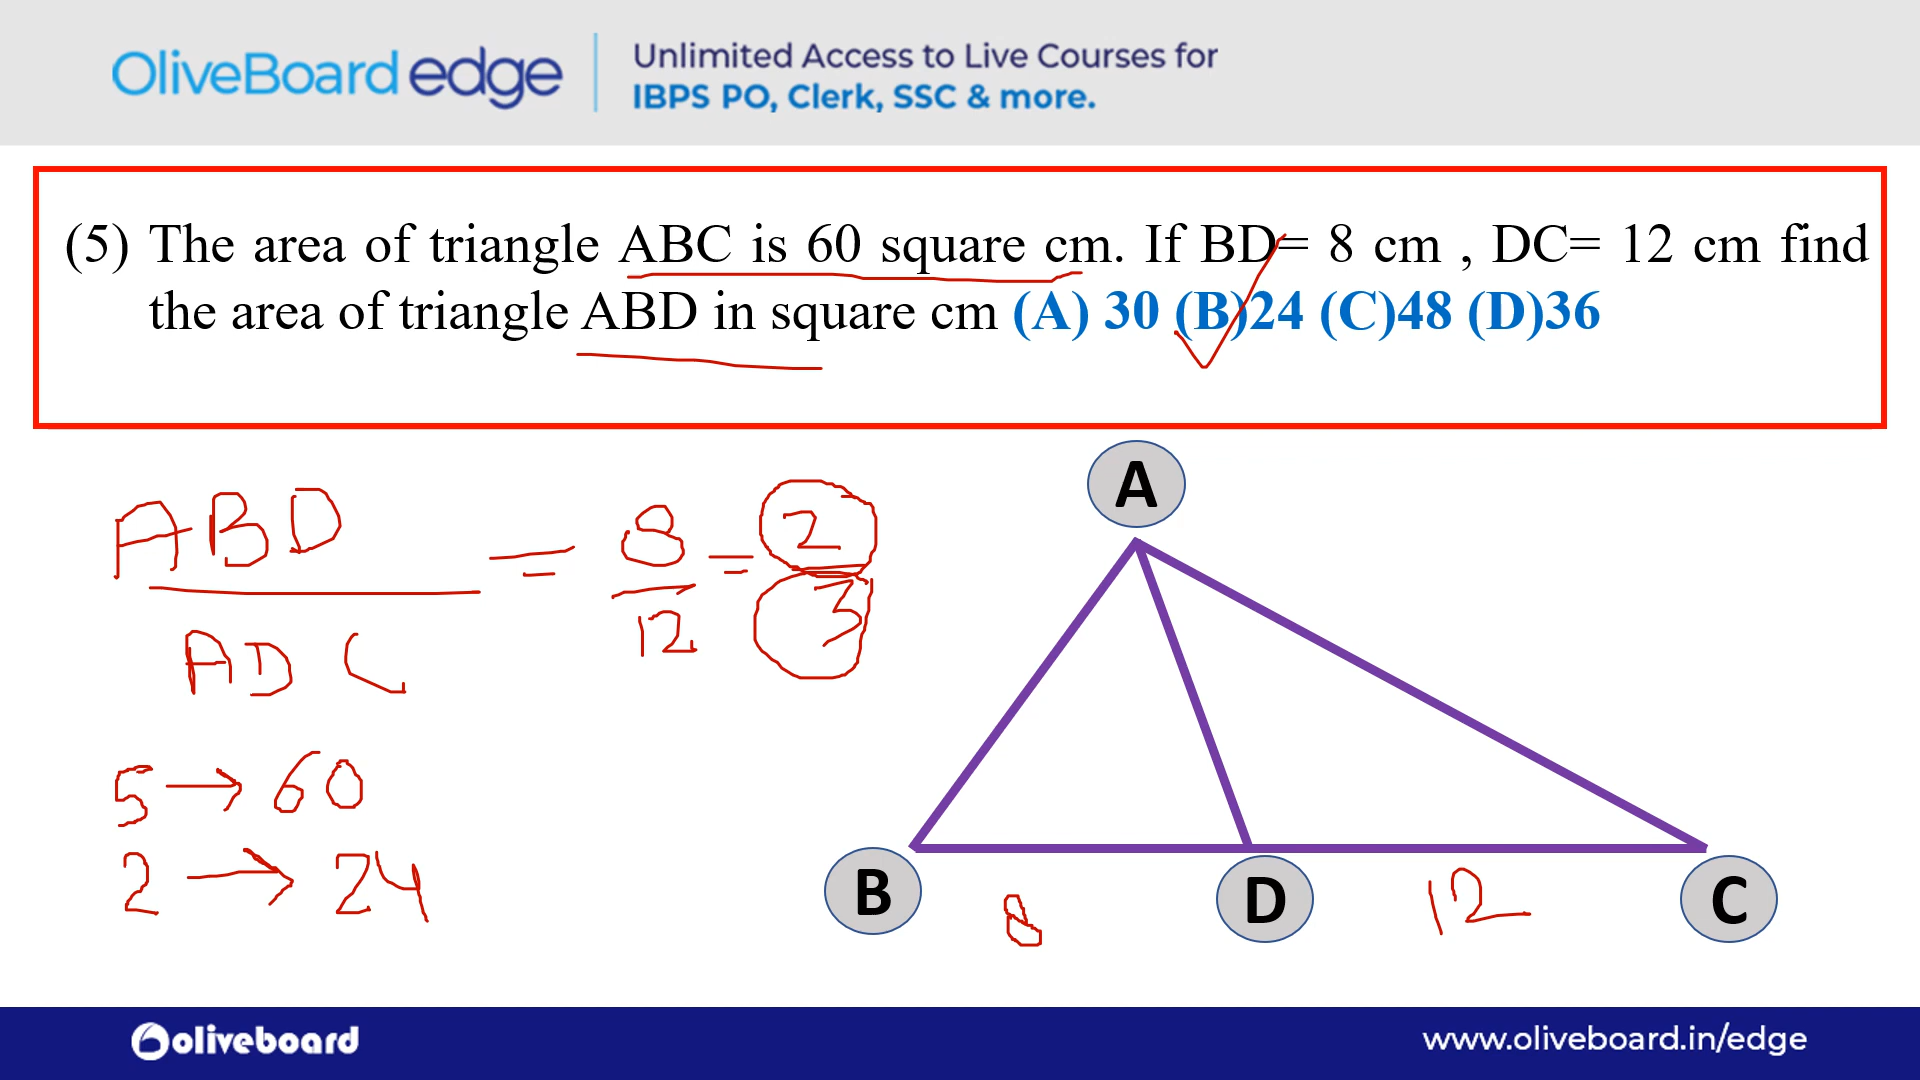 OliveBoard edge
Unlimited Access to Live Courses for
IBPS PO, Clerk, SSC & more.
(5) The area of triangle ABC is 60 square cm. If BD= 8 cm , DC= 12 cm find
the area of triangle ABD in square cm (A) 30 (B)24 (C)48 (D)36
ABD = 8 = 2
ADC 12 3
5 → 60
2 → 24
A
B
D
C
8
12
oliveboard
www.oliveboard.in/edge